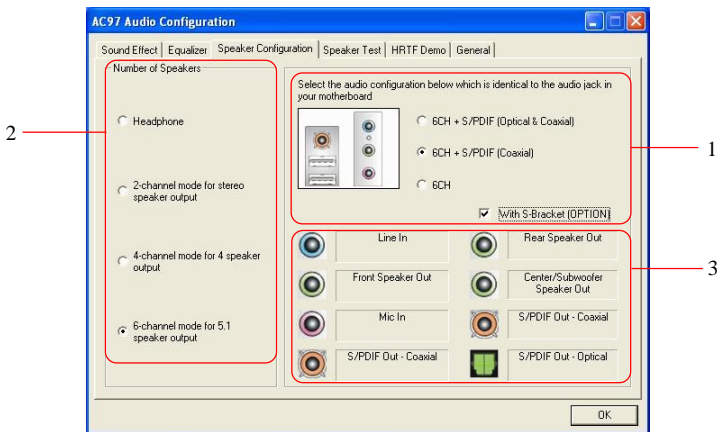 AC97 Audio Configuration
Sound Effect
Equalizer
Speaker Configuration
Speaker Test
HRTF Demo
General
Number of Speakers
Headphone
2-channel mode for stereo
speaker output
4-channel mode for 4 speaker
output
6-channel mode for 5.1
speaker output
2
Select the audio configuration below which is identical to the audio jack in
your motherboard
6CH + S/PDIF (Optical & Coaxial)
6CH + S/PDIF (Coaxial)
6CH
With S-Bracket (OPTION)
1
Line In
Rear Speaker Out
Front Speaker Out
Center/Subwoofer
Speaker Out
Mic In
S/PDIF Out - Coaxial
S/PDIF Out - Coaxial
S/PDIF Out - Optical
3
OK